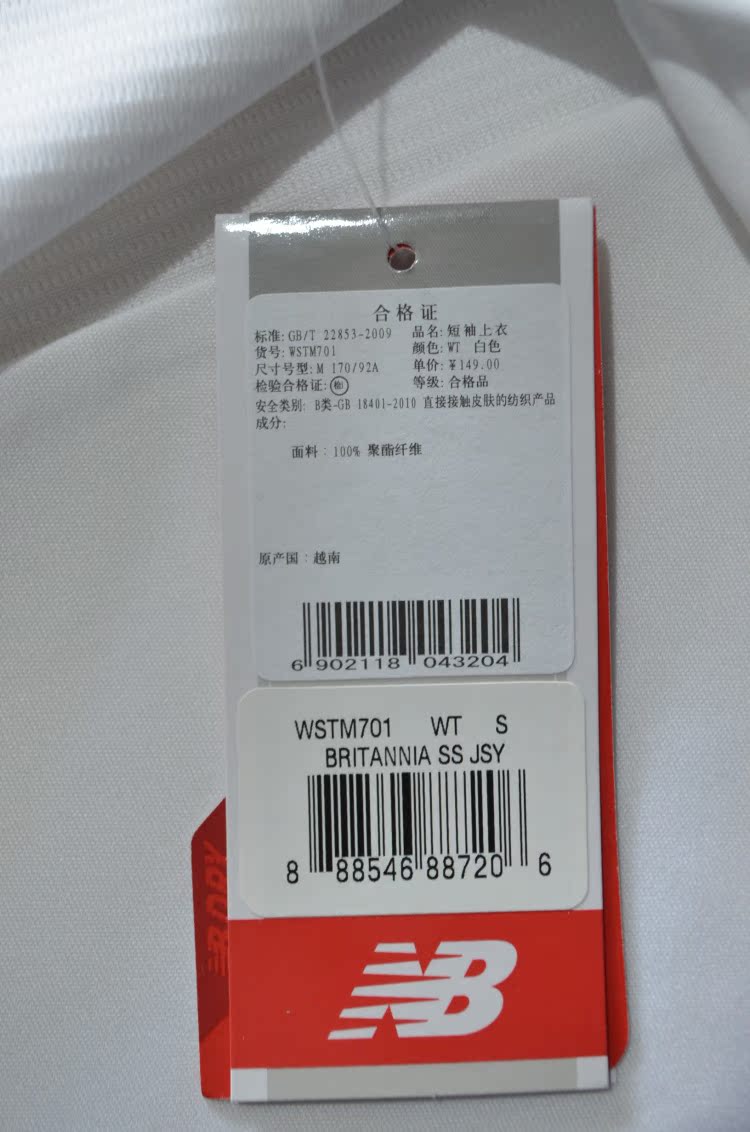 合格证
标准: GB/T 22853-2009 品名: 短袖上衣
货号: WSTM701 颜色: WT 白色
尺寸号型: M 170/92A 单价: ¥149.00
检验合格证: 检 等级: 合格品
安全类别: B类-GB 18401-2010 直接接触皮肤的纺织产品
成分:
面料: 100% 聚酯纤维
原产国: 越南
6 902118 043204
WSTM701 WT S
BRITANNIA SS JSY
8 88546 88720 6
NB